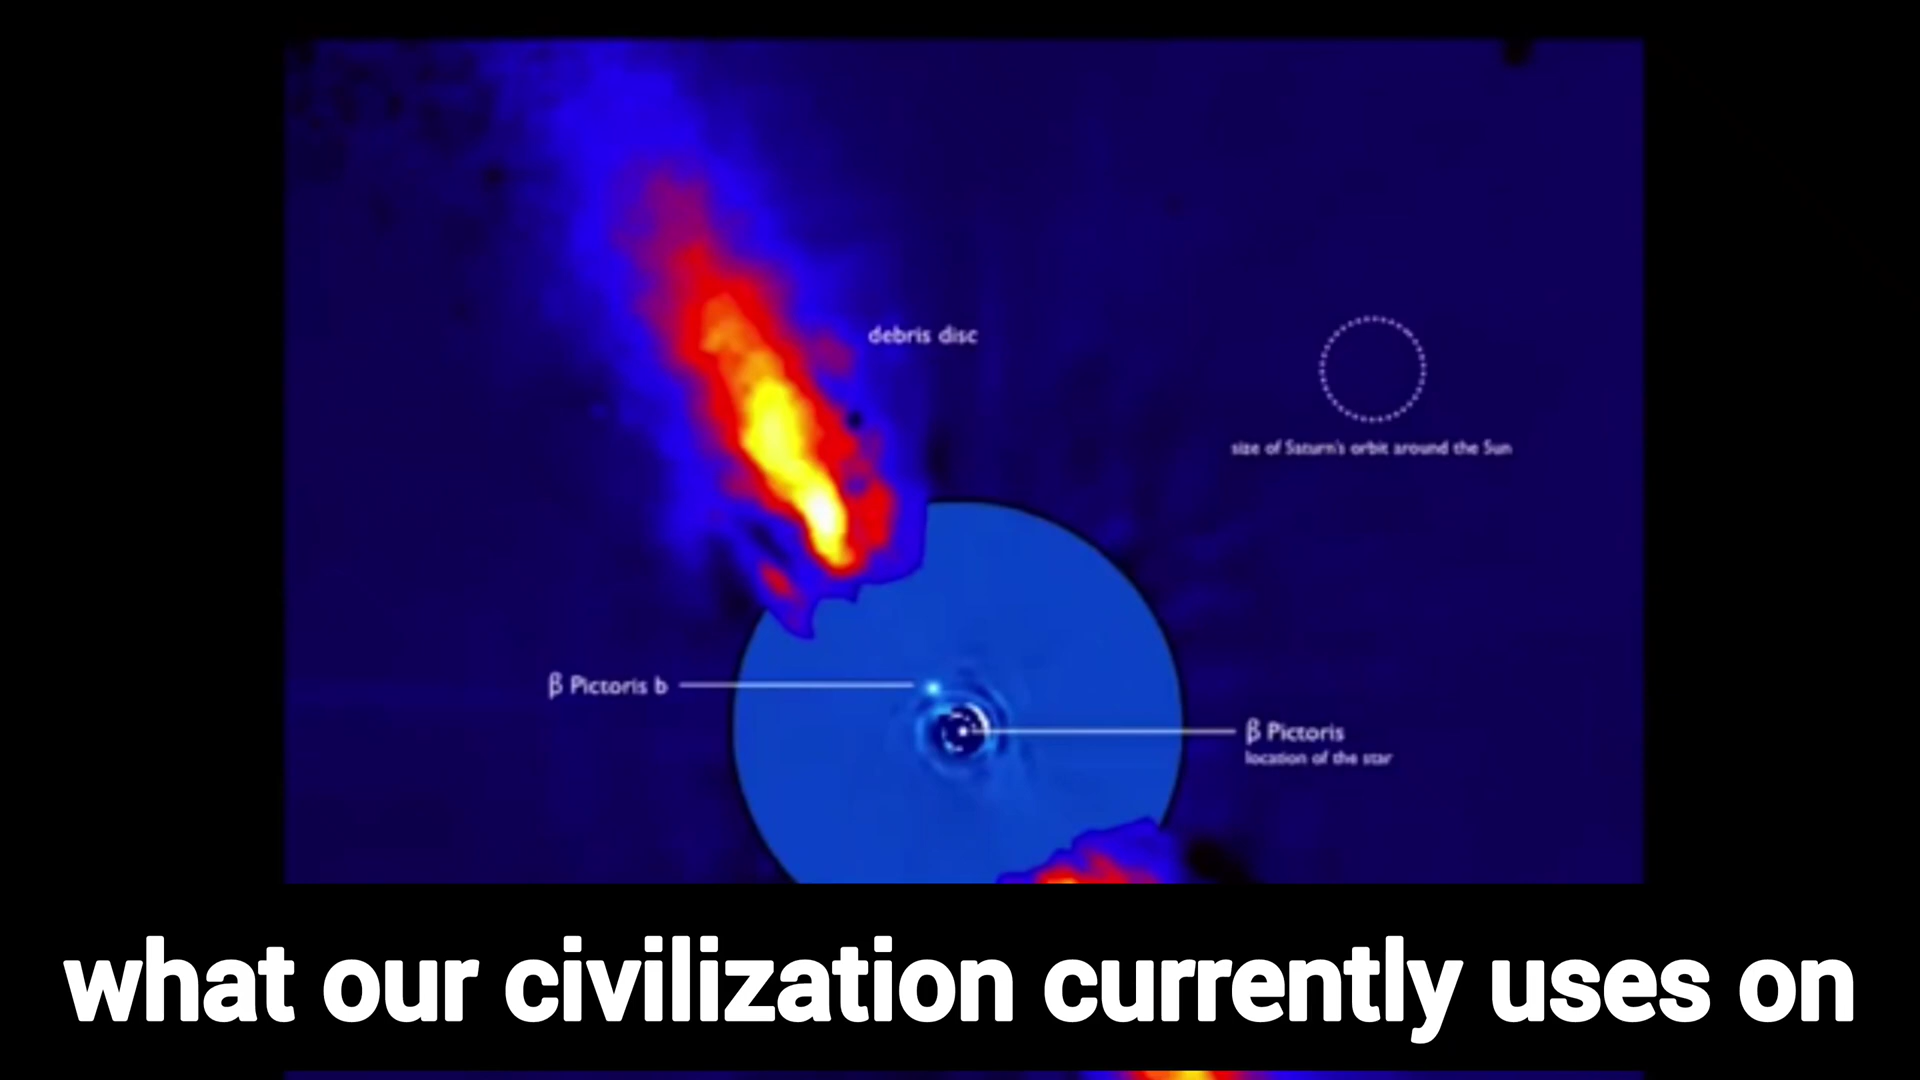 debris disc
size of Saturn's orbit around the Sun
β Pictoris b
β Pictoris
location of the star
what our civilization currently uses on